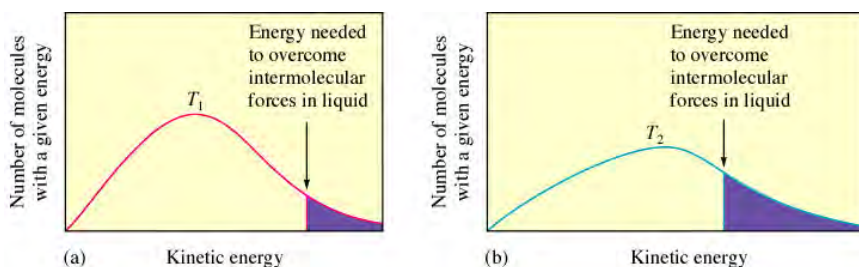 Number of molecules
with a given energy
T1
Energy needed
to overcome
intermolecular
forces in liquid
(a)
Kinetic energy
Number of molecules
with a given energy
T2
Energy needed
to overcome
intermolecular
forces in liquid
(b)
Kinetic energy